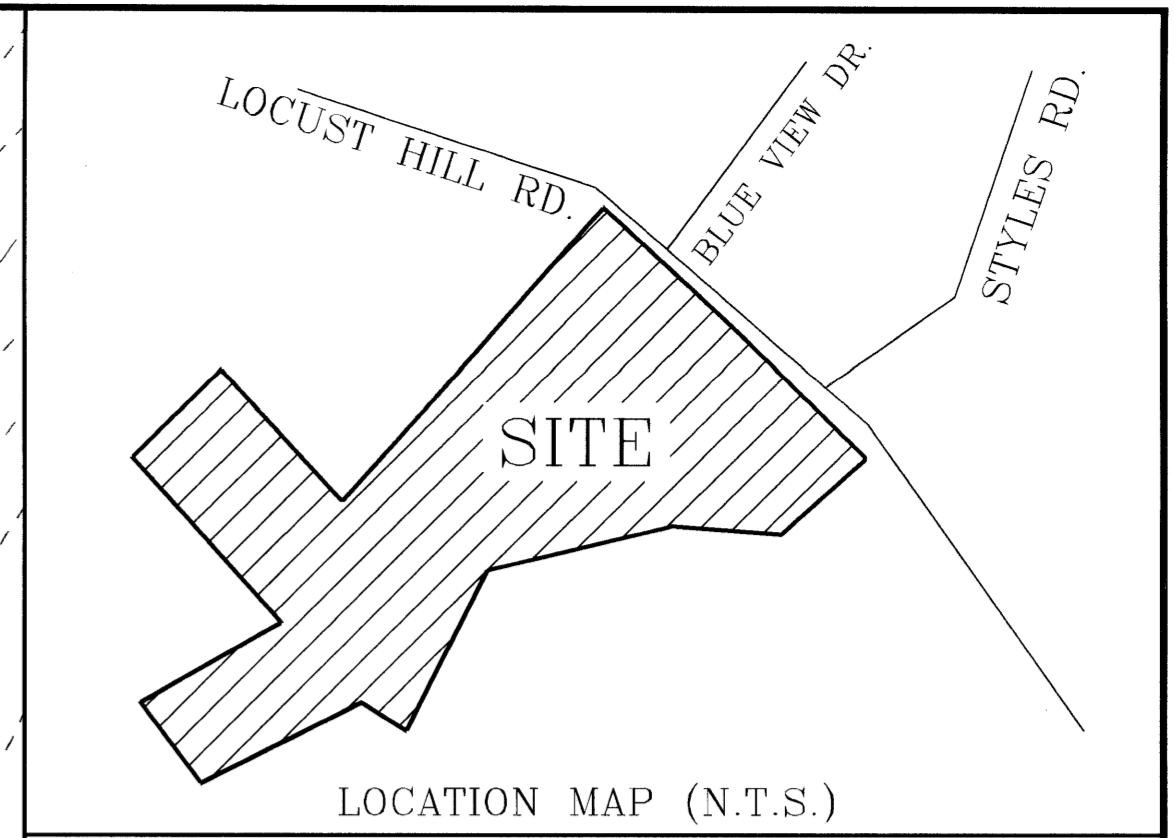 LOCUST HILL RD.
BLUE VIEW DR.
STYLES RD.
SITE
LOCATION MAP (N.T.S.)